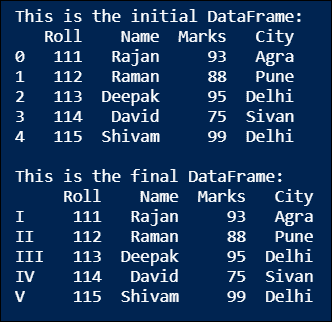 This is the initial DataFrame:
   Roll    Name  Marks   City
0   111   Rajan     93   Agra
1   112   Raman     88   Pune
2   113  Deepak     95  Delhi
3   114   David     75  Sivan
4   115  Shivam     99  Delhi
This is the final DataFrame:
     Roll    Name  Marks   City
I     111   Rajan     93   Agra
II    112   Raman     88   Pune
III   113  Deepak     95  Delhi
IV    114   David     75  Sivan
V     115  Shivam     99  Delhi